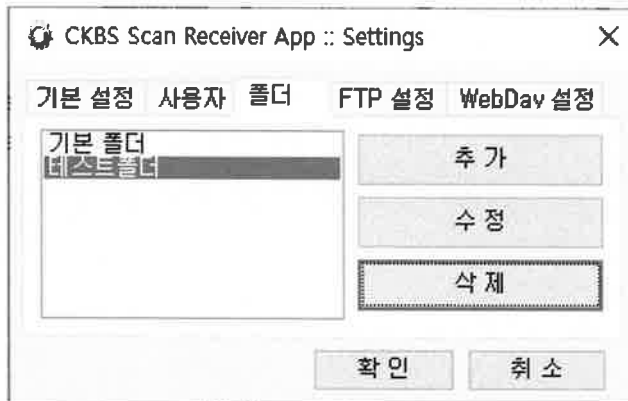 CKBS Scan Receiver App :: Settings
기본 설정 사용자 폴더 FTP 설정 WebDav 설정
기본 폴더
테스트폴더
추 가
수 정
삭 제
확 인 취 소